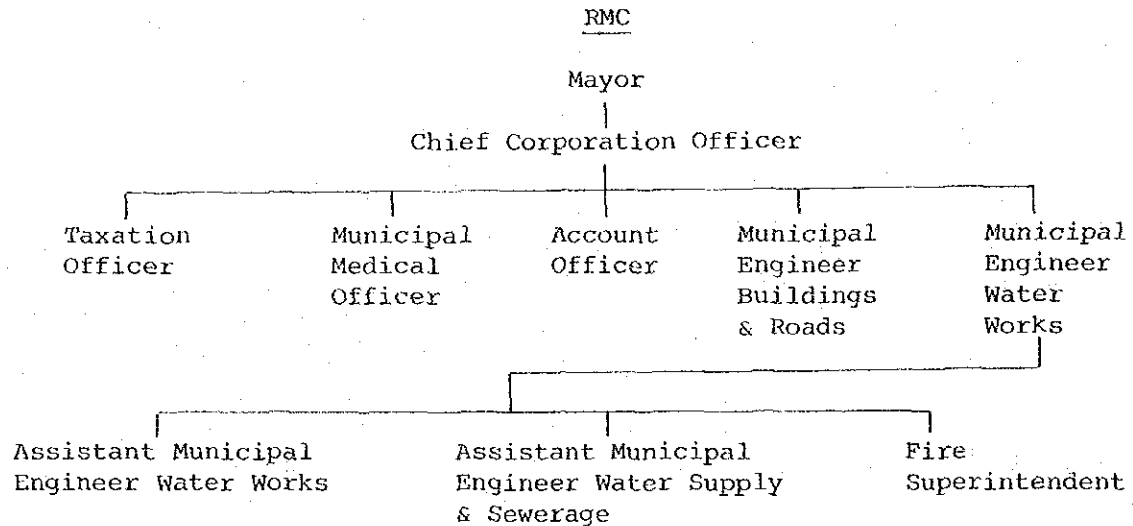 RMC
Mayor
Chief Corporation Officer
Taxation
Officer
Municipal
Medical
Officer
Account
Officer
Municipal
Engineer
Buildings
& Roads
Municipal
Engineer
Water
Works
Assistant Municipal
Engineer Water Works
Assistant Municipal
Engineer Water Supply
& Sewerage
Fire
Superintendent